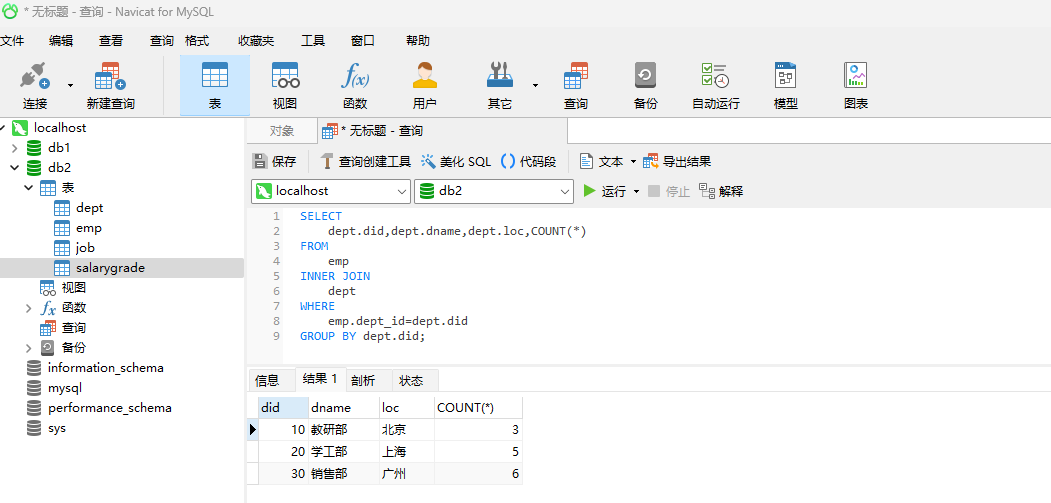 * 无标题 - 查询 - Navicat for MySQL
文件 编辑 查看 查询 格式 收藏夹 工具 窗口 帮助
连接 新建查询 表 视图 f(x) 函数 用户 其它 查询 备份 自动运行 模型 图表
localhost
db1
db2
表
dept
emp
job
salarygrade
视图
fx 函数
查询
备份
information_schema
mysql
performance_schema
sys
对象 * 无标题 - 查询
保存 查询创建工具 美化 SQL () 代码段 文本 导出结果
localhost db2 运行 停止 解释
1 SELECT
2 dept.did,dept.dname,dept.loc,COUNT(*)
3 FROM
4 emp
5 INNER JOIN
6 dept
7 WHERE
8 emp.dept_id=dept.did
9 GROUP BY dept.did;
信息 结果 1 剖析 状态
did dname loc COUNT(*)
10 教研部 北京 3
20 学工部 上海 5
30 销售部 广州 6